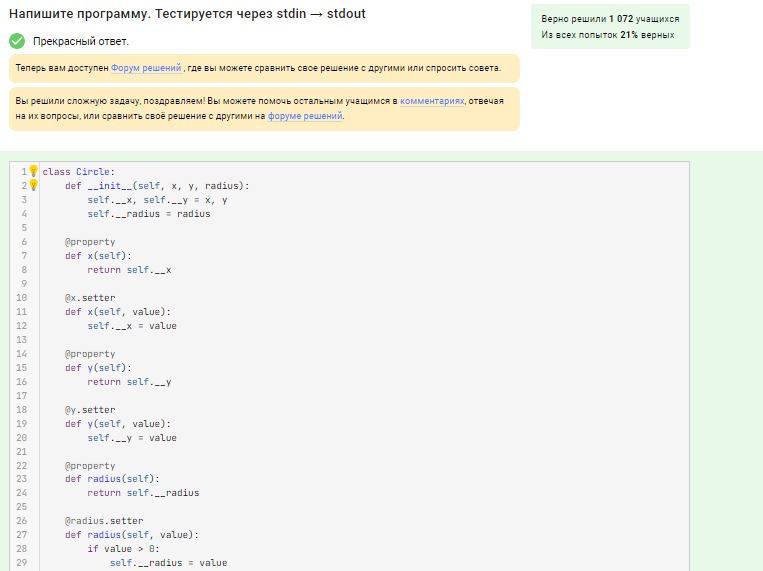 Напишите программу. Тестируется через stdin → stdout
Верно решили 1 072 учащихся
Из всех попыток 21% верных
Прекрасный ответ.
Теперь вам доступен Форум решений , где вы можете сравнить свое решение с другими или спросить совета.
Вы решили сложную задачу, поздравляем! Вы можете помочь остальным учащимся в комментариях, отвечая
на их вопросы, или сравнить своё решение с другими на форуме решений.
1 class Circle:
2     def __init__(self, x, y, radius):
3         self.__x, self.__y = x, y
4         self.__radius = radius
5
6     @property
7     def x(self):
8         return self.__x
9
10     @x.setter
11     def x(self, value):
12         self.__x = value
13
14     @property
15     def y(self):
16         return self.__y
17
18     @y.setter
19     def y(self, value):
20         self.__y = value
21
22     @property
23     def radius(self):
24         return self.__radius
25
26     @radius.setter
27     def radius(self, value):
28         if value > 0:
29             self.__radius = value